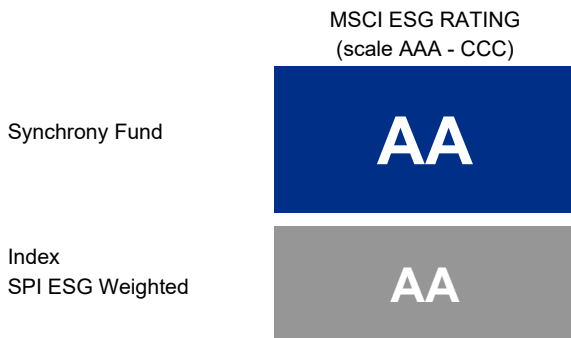 MSCI ESG RATING
(scale AAA - CCC)
Synchrony Fund
AA
Index
SPI ESG Weighted
AA